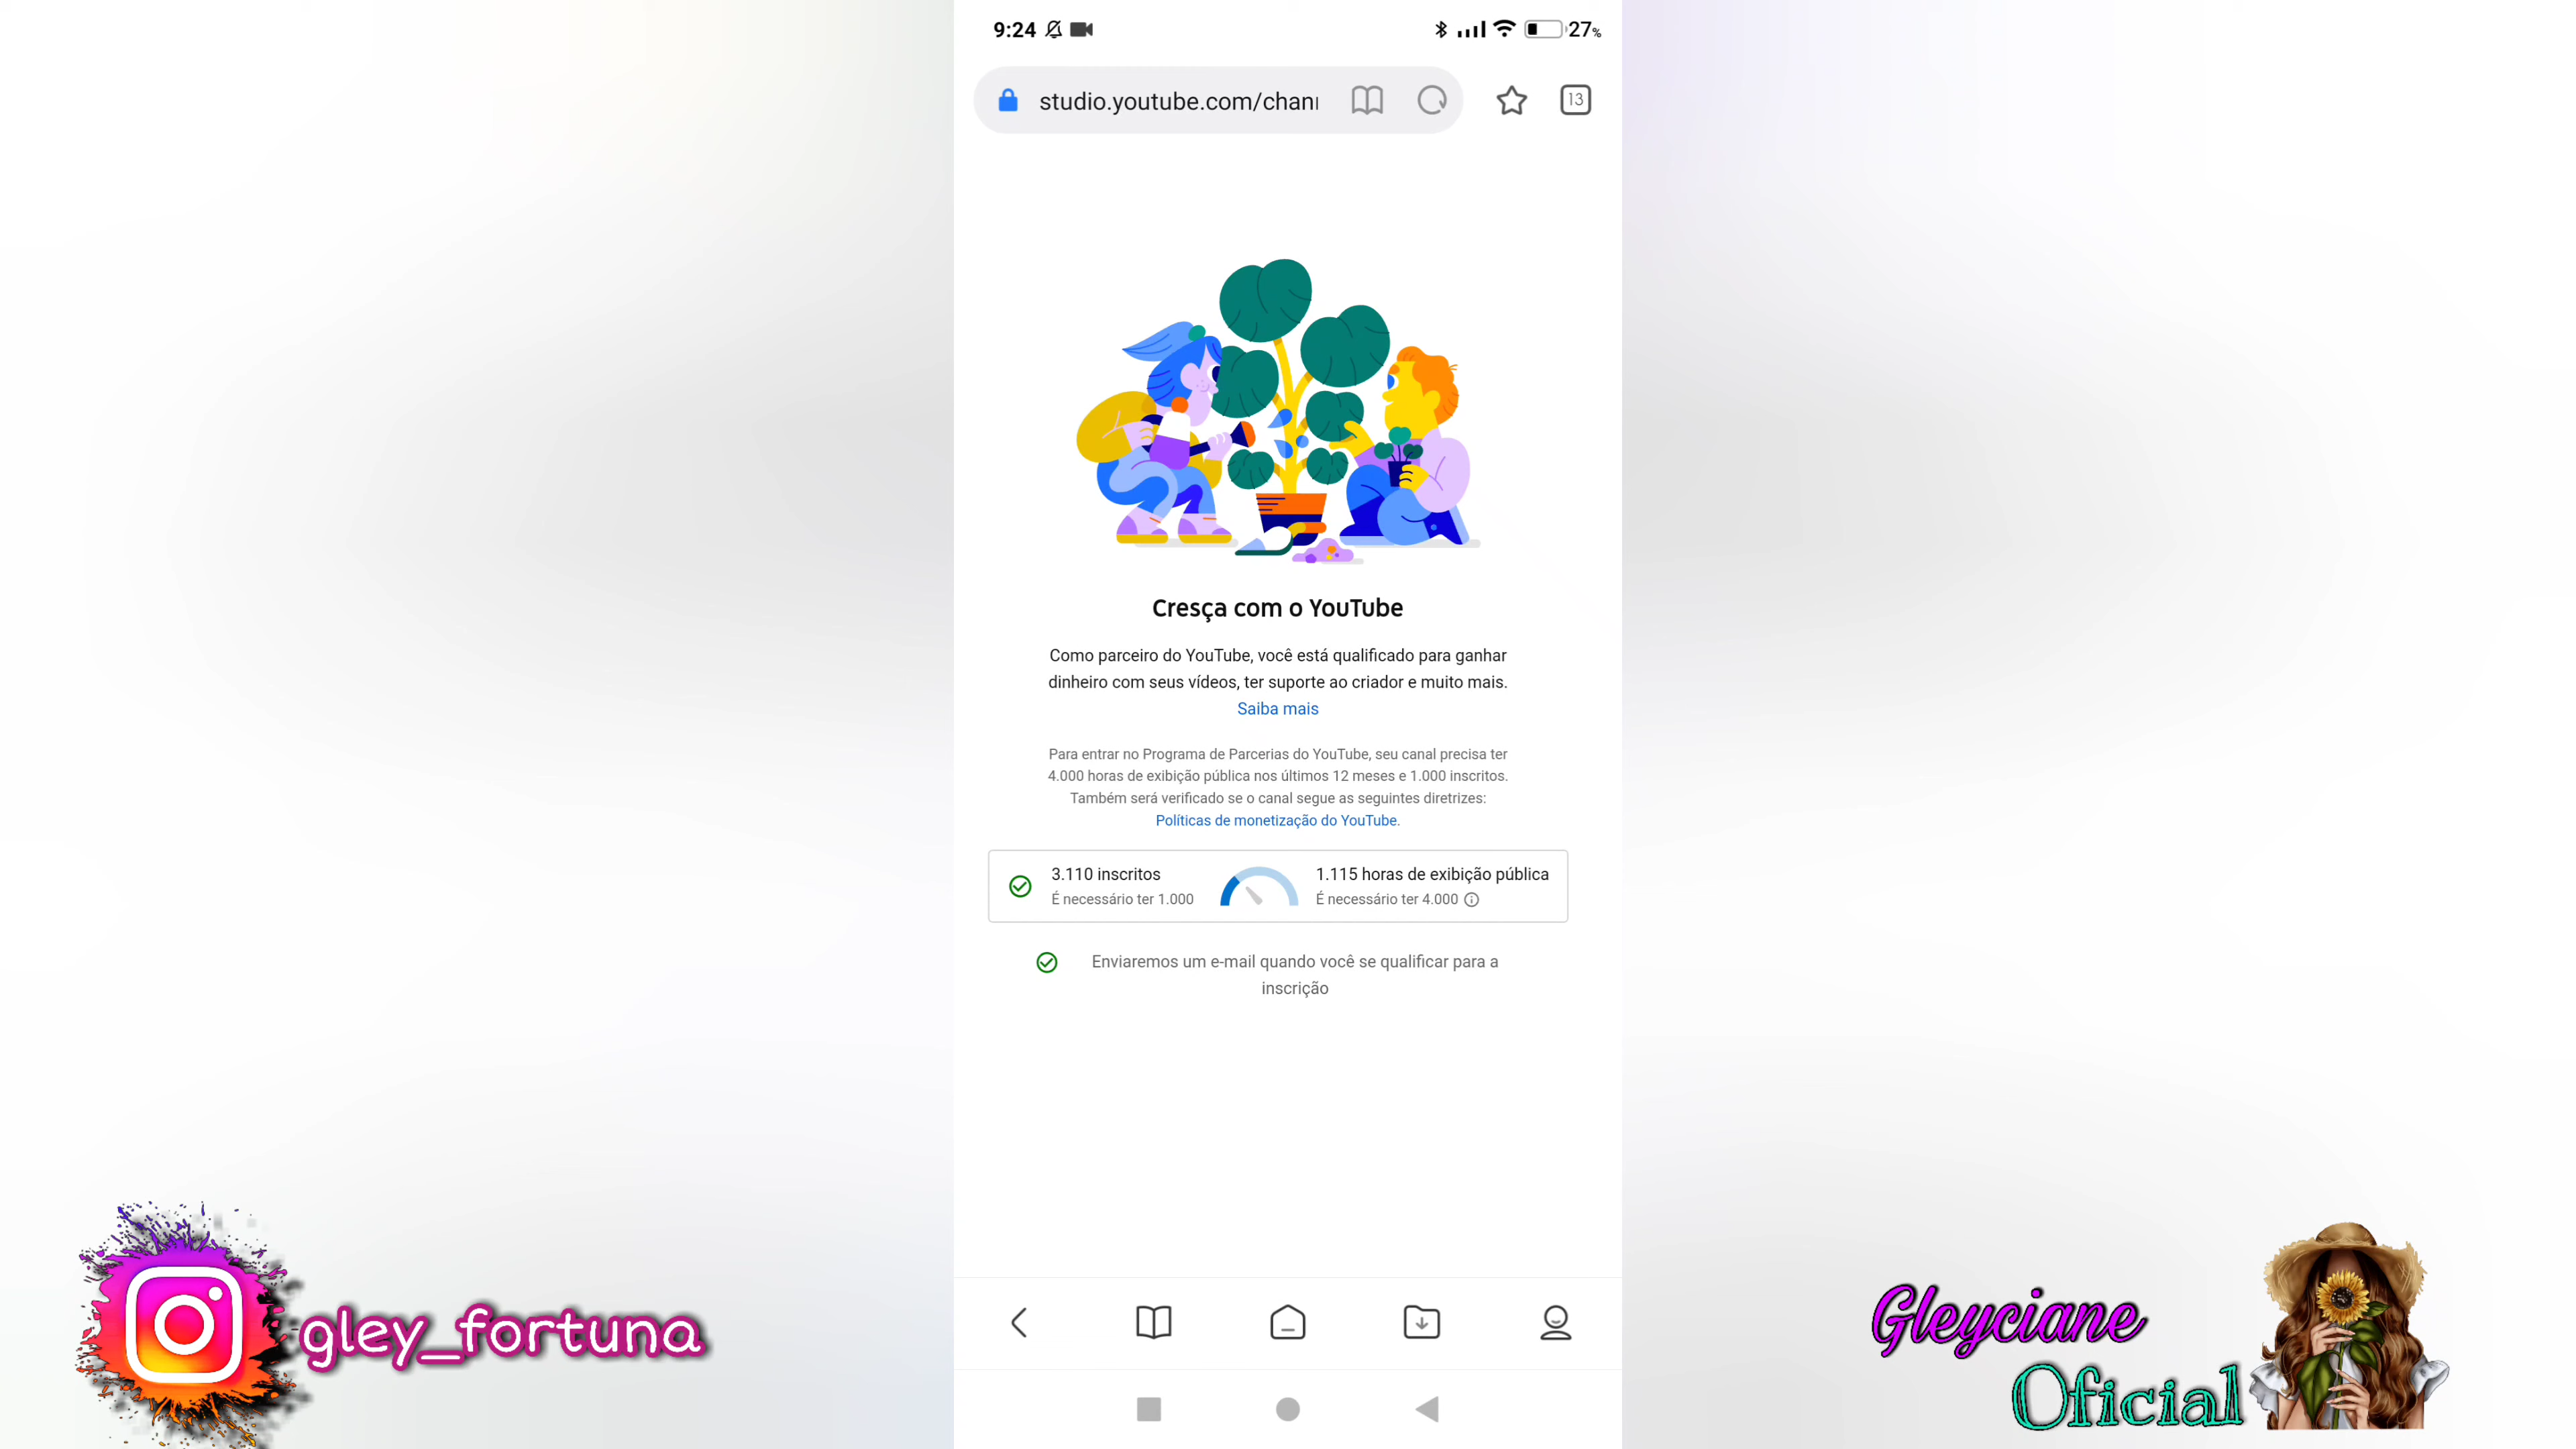 9:24
27%
studio.youtube.com/chan
13
Cresça com o YouTube
Como parceiro do YouTube, você está qualificado para ganhar
dinheiro com seus vídeos, ter suporte ao criador e muito mais.
Saiba mais
Para entrar no Programa de Parcerias do YouTube, seu canal precisa ter
4.000 horas de exibição pública nos últimos 12 meses e 1.000 inscritos.
Também será verificado se o canal segue as seguintes diretrizes:
Políticas de monetização do YouTube.
3.110 inscritos
É necessário ter 1.000
1.115 horas de exibição pública
É necessário ter 4.000
Enviaremos um e-mail quando você se qualificar para a
inscrição
gley_fortuna
Gleyciane
Oficial